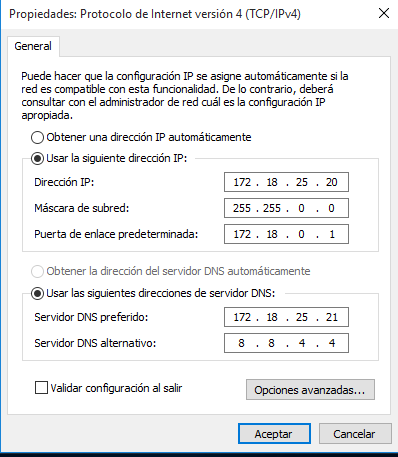 Propiedades: Protocolo de Internet versión 4 (TCP/IPv4)
General
Puede hacer que la configuración IP se asigne automáticamente si la
red es compatible con esta funcionalidad. De lo contrario, deberá
consultar con el administrador de red cuál es la configuración IP
apropiada.
Obtener una dirección IP automáticamente
Usar la siguiente dirección IP:
Dirección IP: 172 . 18 . 25 . 20
Máscara de subred: 255 . 255 . 0 . 0
Puerta de enlace predeterminada: 172 . 18 . 0 . 1
Obtener la dirección del servidor DNS automáticamente
Usar las siguientes direcciones de servidor DNS:
Servidor DNS preferido: 172 . 18 . 25 . 21
Servidor DNS alternativo: 8 . 8 . 4 . 4
Validar configuración al salir
Opciones avanzadas...
Aceptar Cancelar